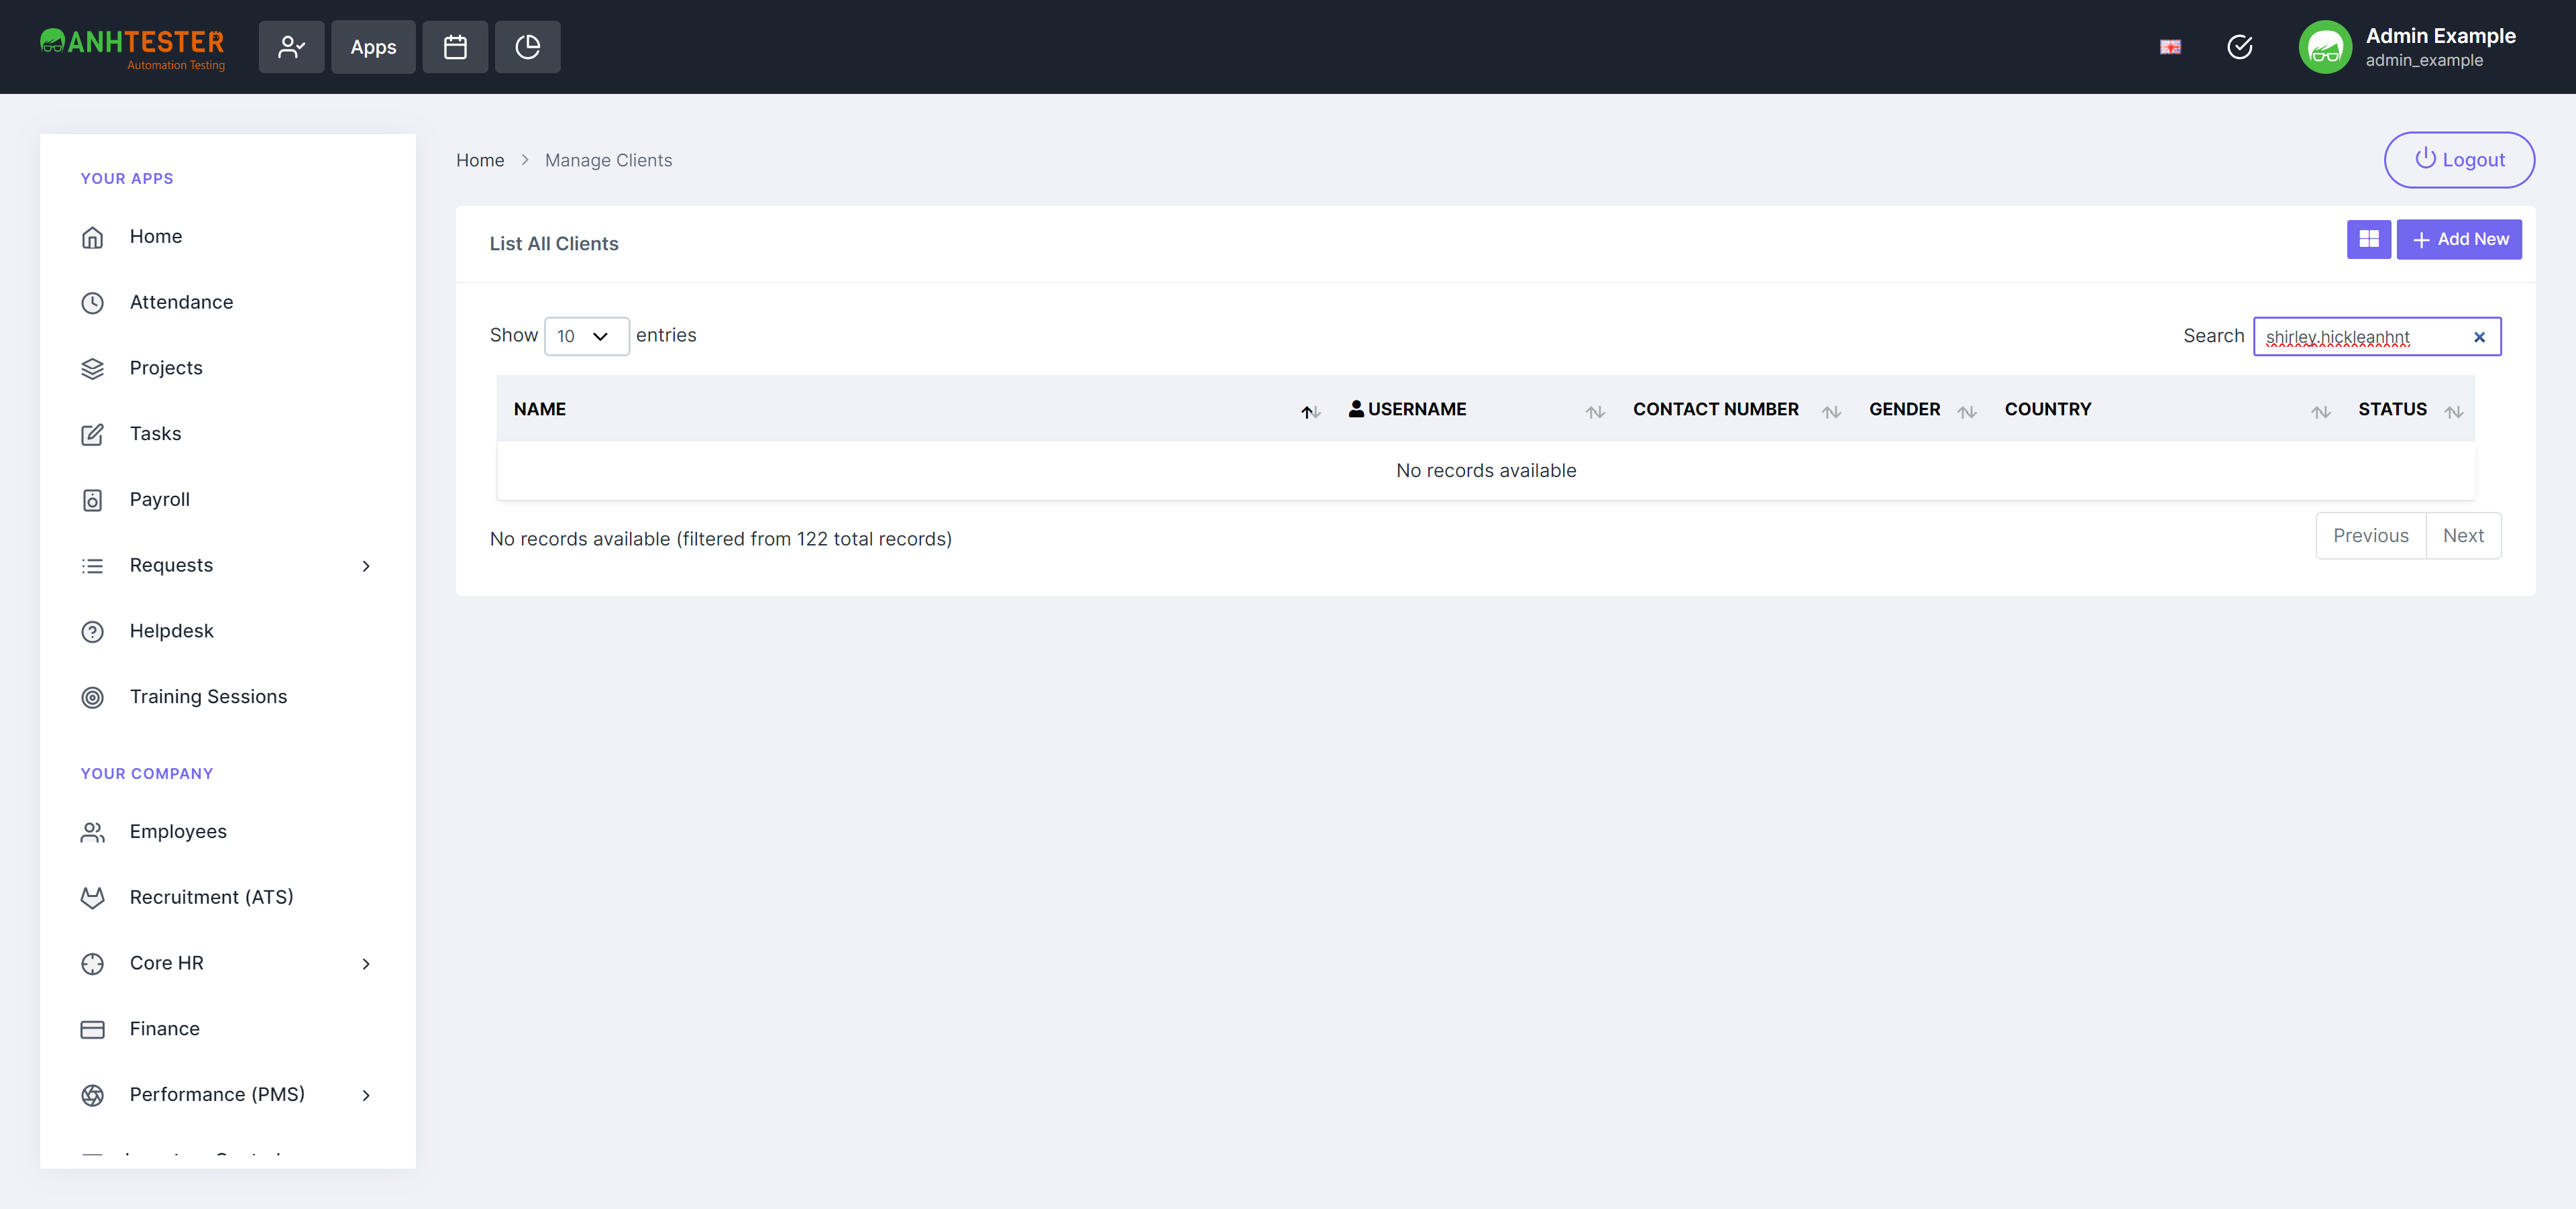 ANHTESTER
Automation Testing
Apps
Admin Example
admin_example
YOUR APPS
Home
Attendance
Projects
Tasks
Payroll
Requests
Helpdesk
Training Sessions
YOUR COMPANY
Employees
Recruitment (ATS)
Core HR
Finance
Performance (PMS)
Home > Manage Clients
Logout
List All Clients
Add New
Show 10 entries
Search shirley.hickleanhnt ×
NAME USERNAME CONTACT NUMBER GENDER COUNTRY STATUS
No records available
No records available (filtered from 122 total records)
Previous Next